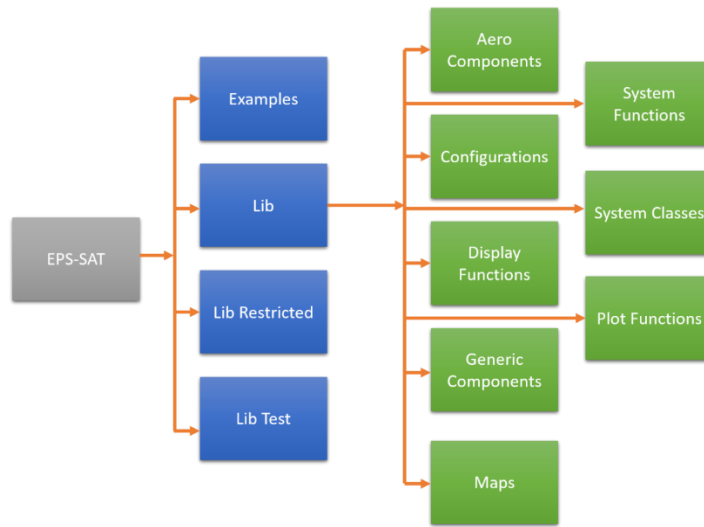 EPS-SAT
Examples
Lib
Lib Restricted
Lib Test
Aero
Components
Configurations
Display
Functions
Generic
Components
Maps
System
Functions
System Classes
Plot Functions